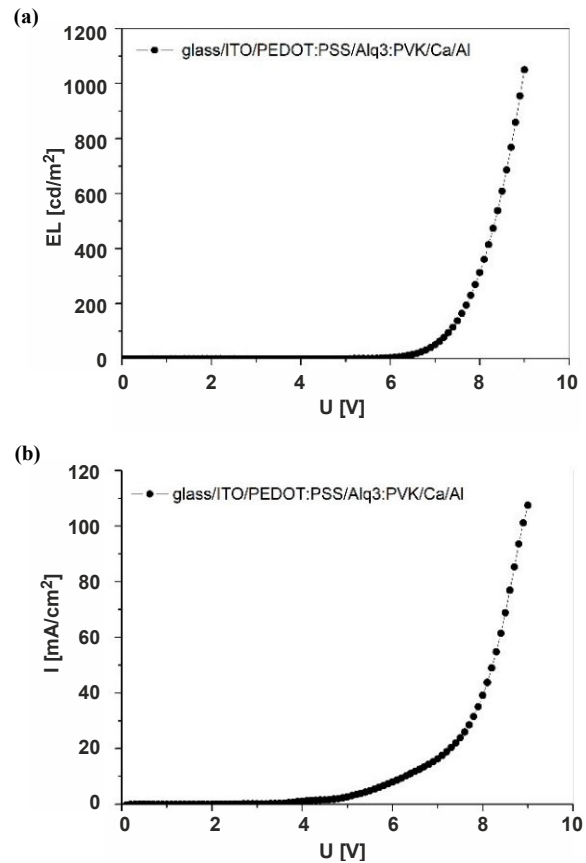 (a)
glass/ITO/PEDOT:PSS/Alq3:PVK/Ca/Al
1200
1000
800
600
400
200
0
EL [cd/m²]
0 2 4 6 8 10
U [V]
(b)
glass/ITO/PEDOT:PSS/Alq3:PVK/Ca/Al
120
100
80
60
40
20
0
I [mA/cm²]
0 2 4 6 8 10
U [V]